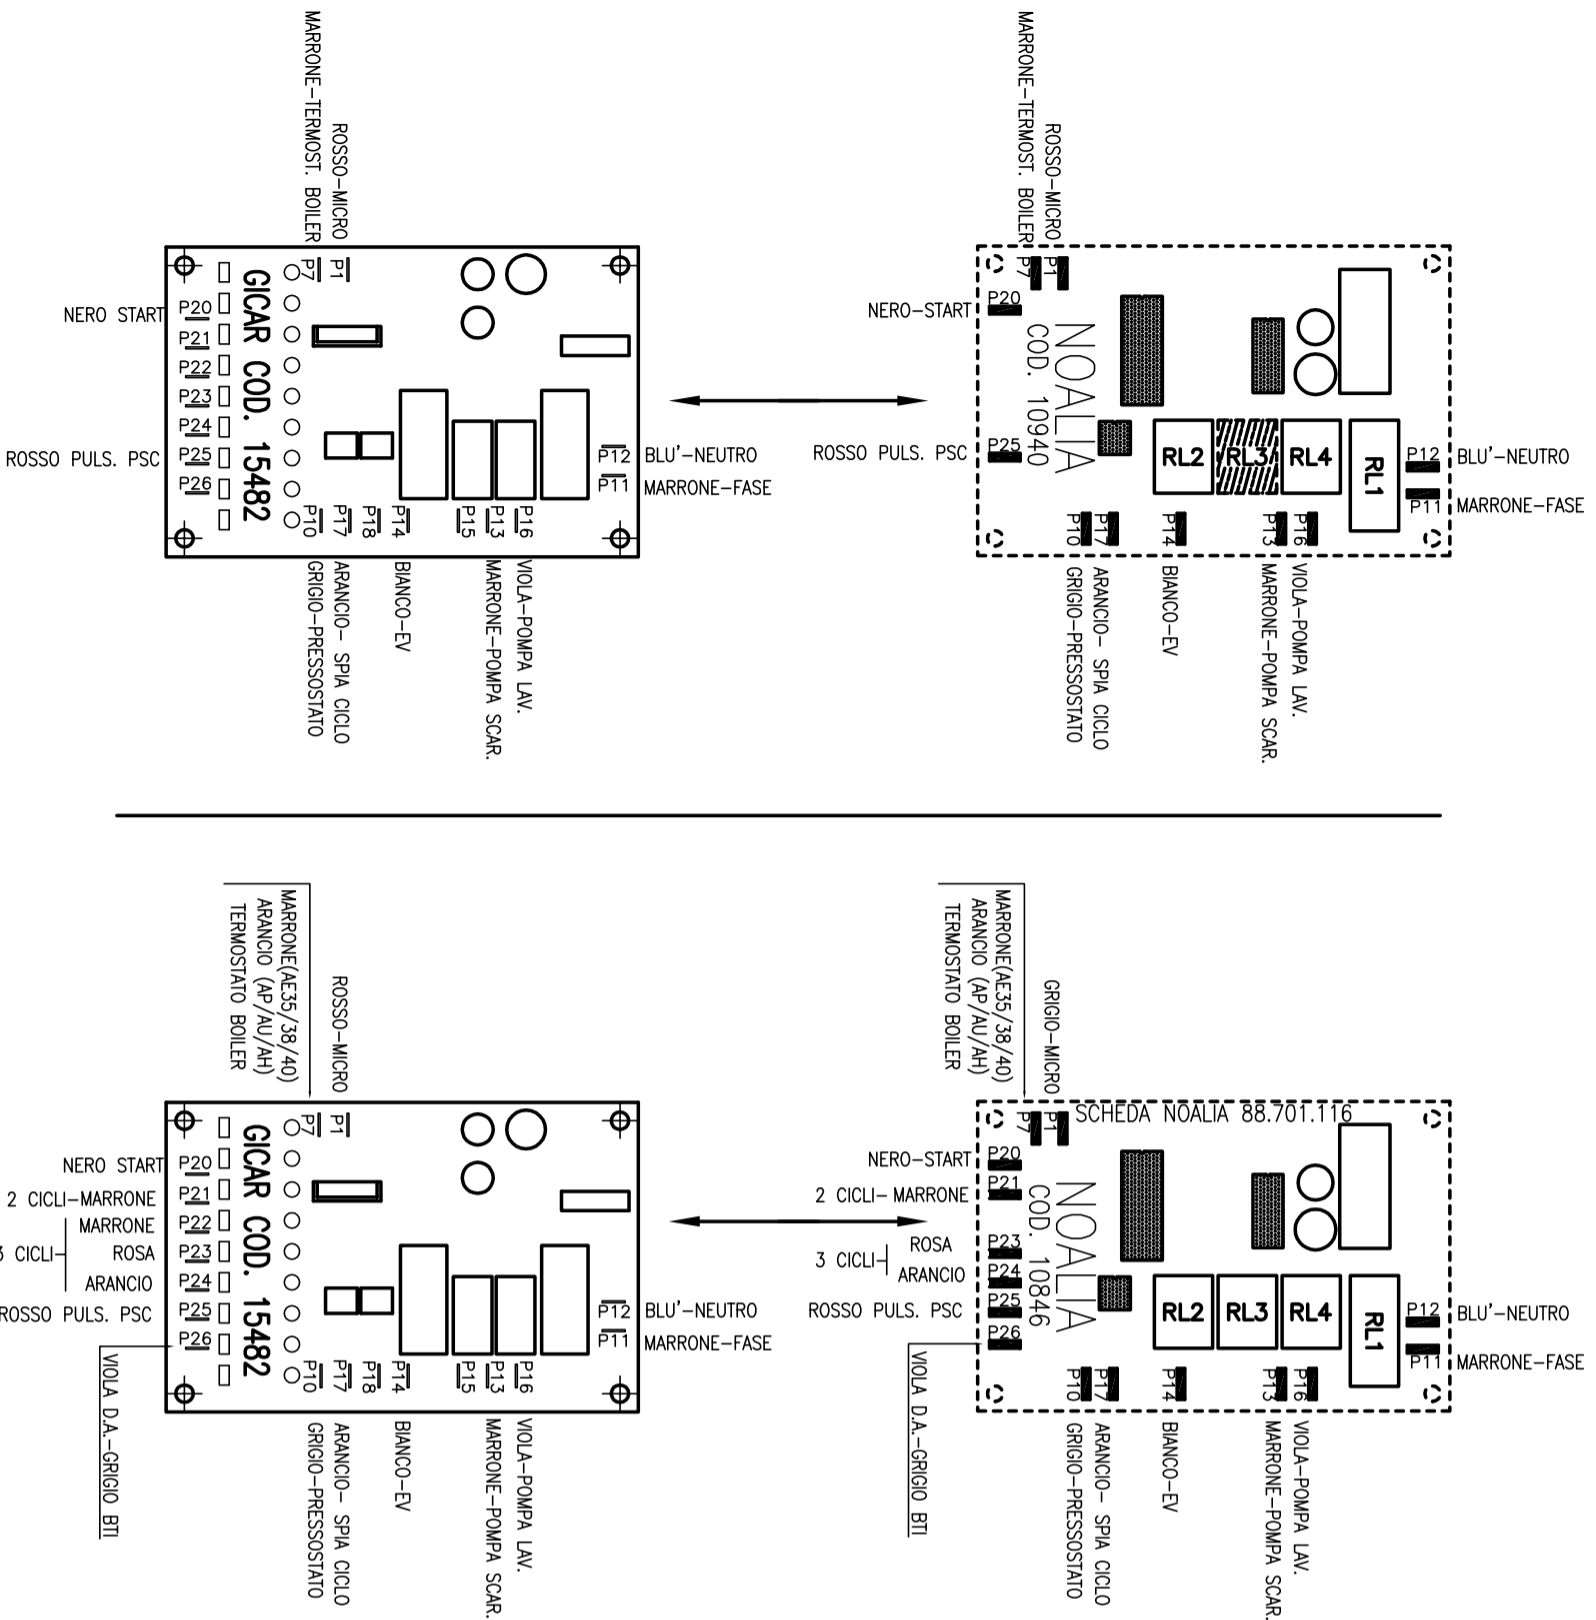 MARRONE-TERMOST. BOILER
ROSSO-MICRO
P7
P1
GICAR COD. 15482
NERO START
P20
P21
P22
P23
P24
ROSSO PULS. PSC
P25
P26
P12
BLU'-NEUTRO
P11
MARRONE-FASE
P10
P17
P18
P14
P15
P13
P16
GRIGIO-PRESSOSTATO
ARANCIO- SPIA CICLO
BIANCO-EV
MARRONE-POMPA SCAR.
VIOLA-POMPA LAV.
MARRONE-TERMOST. BOILER
ROSSO-MICRO
P7
P1
NERO-START
P20
NOALIA
COD. 10940
ROSSO PULS. PSC
P25
RL2
RL3
RL4
RL1
P12
BLU'-NEUTRO
P11
MARRONE-FASE
P10
P17
P14
P13
P16
GRIGIO-PRESSOSTATO
ARANCIO- SPIA CICLO
BIANCO-EV
MARRONE-POMPA SCAR.
VIOLA-POMPA LAV.
MARRONE(AE35/38/40)
ARANCIO (AP/AU/AH)
TERMOSTATO BOILER
ROSSO-MICRO
P7
P1
GICAR COD. 15482
NERO START
P20
2 CICLI-MARRONE
P21
MARRONE
P22
3 CICLI
ROSA
P23
ARANCIO
P24
ROSSO PULS. PSC
P25
P26
VIOLA D.A.-GRIGIO BTI
P12
BLU'-NEUTRO
P11
MARRONE-FASE
P10
P17
P18
P14
P15
P13
P16
GRIGIO-PRESSOSTATO
ARANCIO- SPIA CICLO
BIANCO-EV
MARRONE-POMPA SCAR.
VIOLA-POMPA LAV.
MARRONE(AE35/38/40)
ARANCIO (AP/AU/AH)
TERMOSTATO BOILER
GRIGIO-MICRO
P7
P1
SCHEDA NOALIA 88.701.116
NERO-START
P20
2 CICLI- MARRONE
P21
NOALIA
COD. 10846
3 CICLI
ROSA
P23
ARANCIO
P24
ROSSO PULS. PSC
P25
P26
VIOLA D.A.-GRIGIO BTI
RL2
RL3
RL4
RL1
P12
BLU'-NEUTRO
P11
MARRONE-FASE
P10
P17
P14
P13
P16
GRIGIO-PRESSOSTATO
ARANCIO- SPIA CICLO
BIANCO-EV
MARRONE-POMPA SCAR.
VIOLA-POMPA LAV.